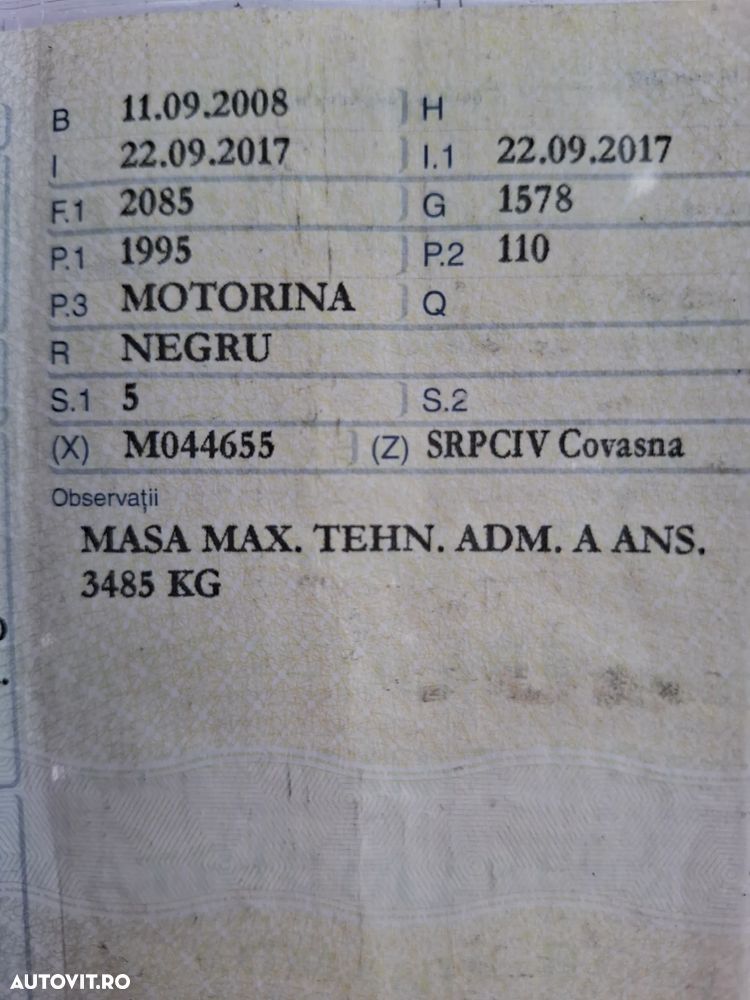 B 11.09.2008 H
I 22.09.2017 I.1 22.09.2017
F.1 2085 G 1578
P.1 1995 P.2 110
P.3 MOTORINA Q
R NEGRU
S.1 5 S.2
(X) M044655 (Z) SRPCIV Covasna
Observații
MASA MAX. TEHN. ADM. A ANS.
3485 KG
AUTOVIT.RO